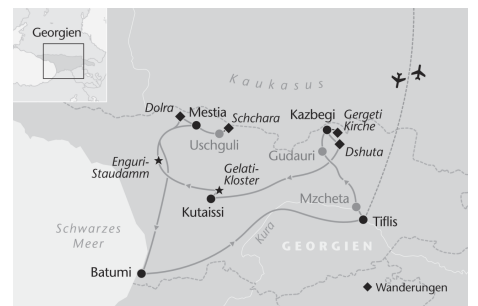 Georgien
Kaukasus
Dolra
Mestia
Schchara
Uschguli
Kazbegi
Gergeti
Kirche
Dshuta
Gudauri
Enguri-
Staudamm
Gelati-
Kloster
Kutaissi
Mzcheta
Tiflis
Schwarzes
Meer
Kura
GEORGIEN
Batumi
Wanderungen